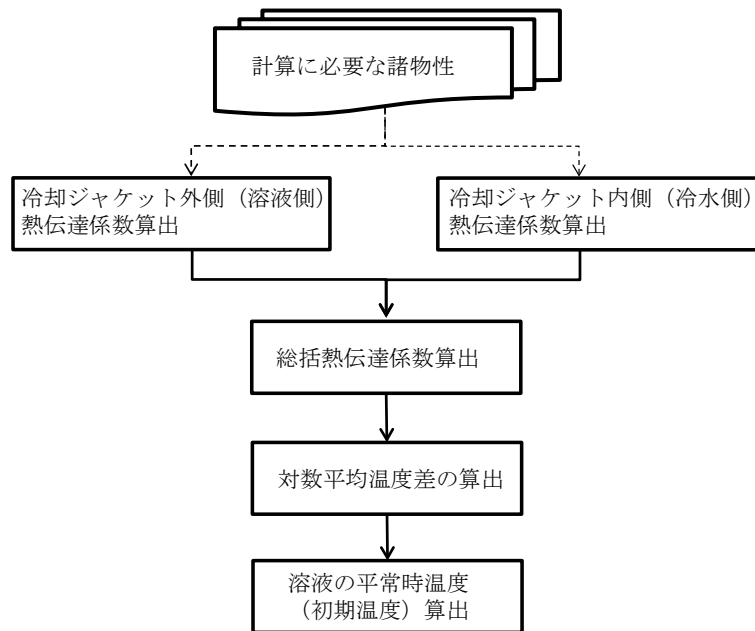 計算に必要な諸物性
冷却ジャケット外側（溶液側）
熱伝達係数算出
冷却ジャケット内側（冷水側）
熱伝達係数算出
総括熱伝達係数算出
対数平均温度差の算出
溶液の平常時温度
（初期温度）算出